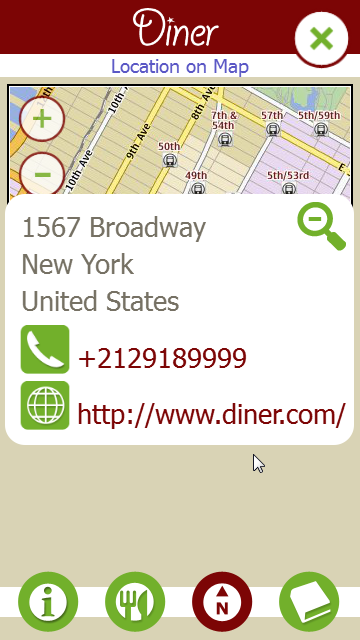 Diner
Location on Map
10th
8th Ave
9th Ave
10th Ave
7th &
54th
57th
5th/59th
50th
49th
5th/53rd
E
1567 Broadway
New York
United States
+2129189999
http://www.diner.com/
i
N